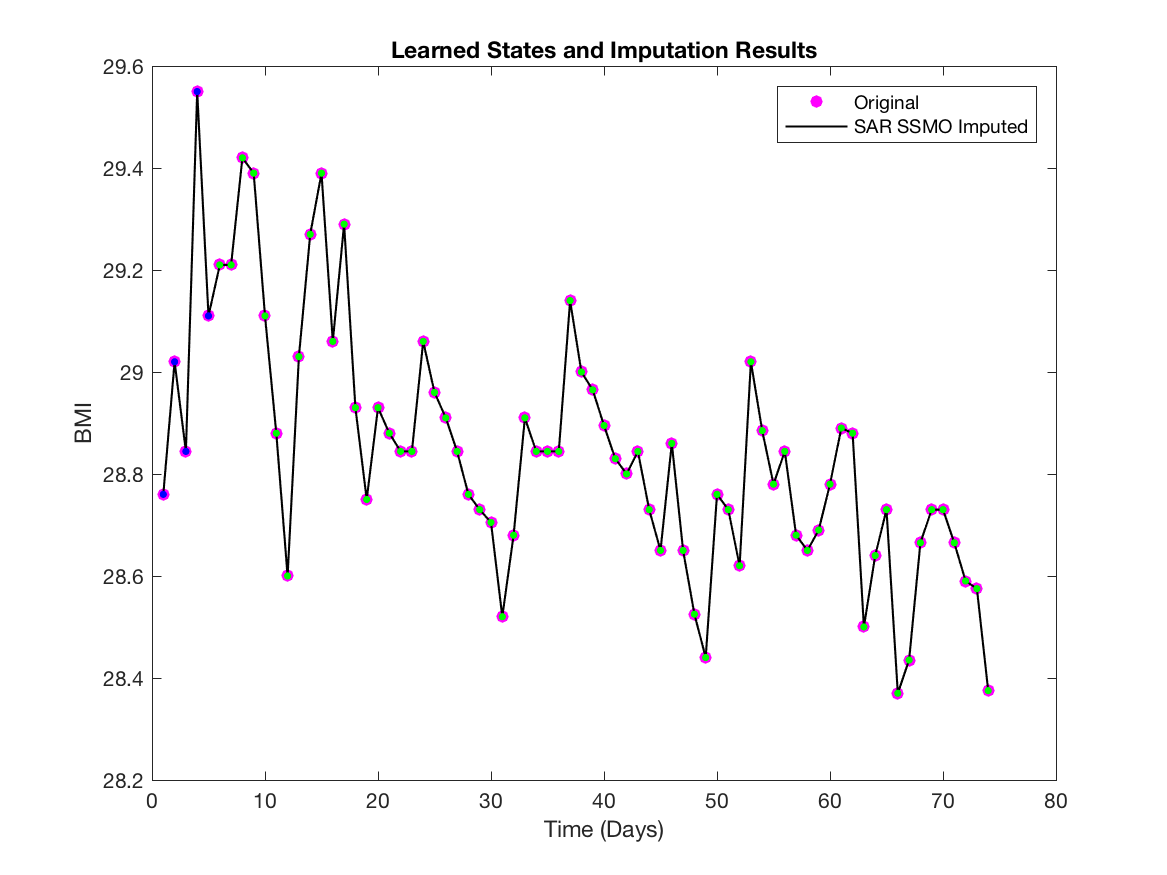 Learned States and Imputation Results
Original
SAR SSMO Imputed
29.6
29.4
29.2
29
28.8
28.6
28.4
28.2
BMI
0 10 20 30 40 50 60 70 80
Time (Days)